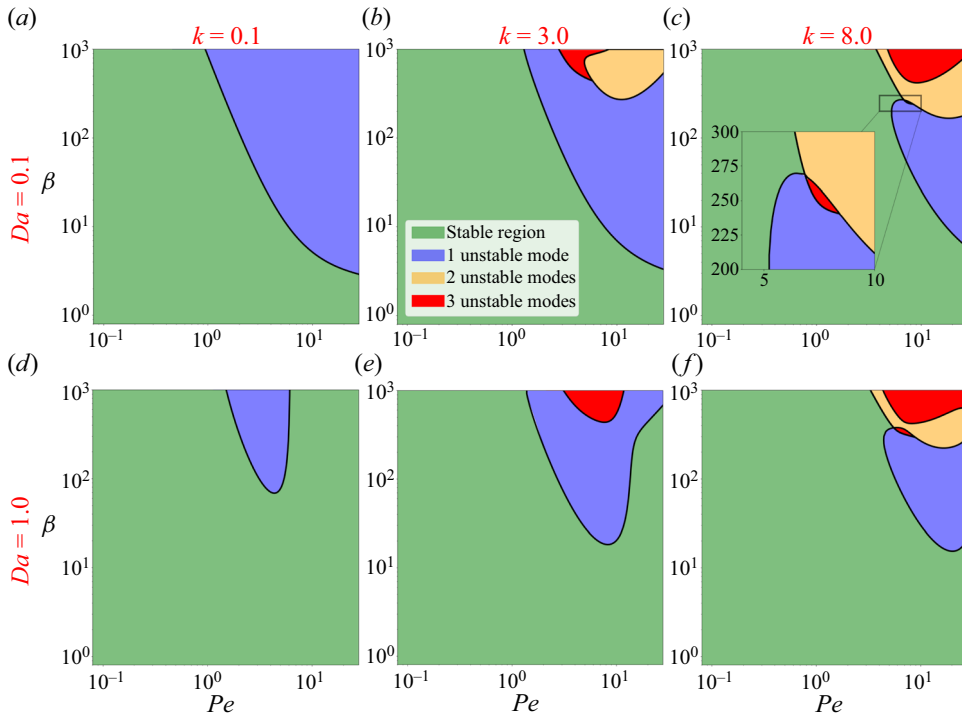 (a) k = 0.1 (b) k = 3.0 (c) k = 8.0
10³ 10³ 10³
10² 10² 10²
300
275
250
225
200
5 10
Da = 0.1 β
10¹ 10¹ 10¹
Stable region
1 unstable mode
2 unstable modes
3 unstable modes
10⁰ 10⁰ 10⁰
10⁻¹ 10⁰ 10¹ 10⁻¹ 10⁰ 10¹ 10⁻¹ 10⁰ 10¹
(d) (e) (f)
10³ 10³ 10³
10² 10² 10²
Da = 1.0 β
10¹ 10¹ 10¹
10⁰ 10⁰ 10⁰
10⁻¹ 10⁰ 10¹ 10⁻¹ 10⁰ 10¹ 10⁻¹ 10⁰ 10¹
Pe Pe Pe